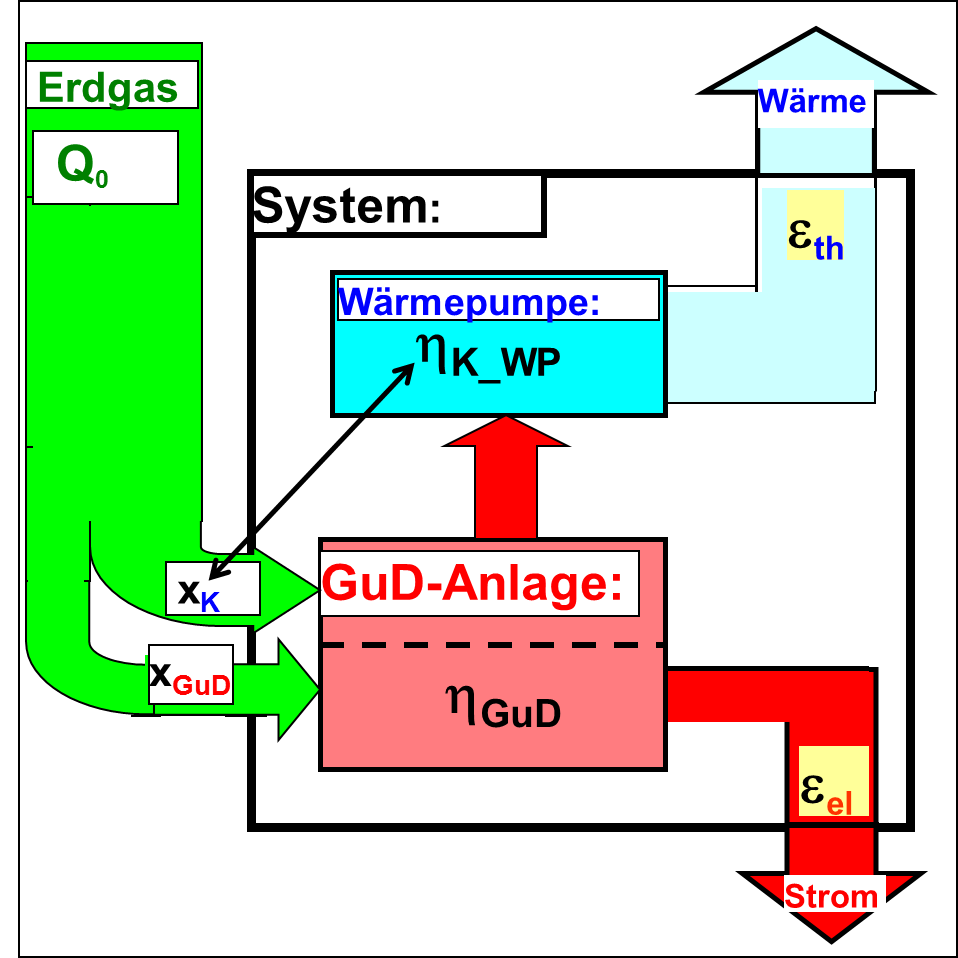 Erdgas
Q0
Wärme
System:
εth
Wärmepumpe:
ηK_WP
xK
GuD-Anlage:
xGuD
ηGuD
εel
Strom